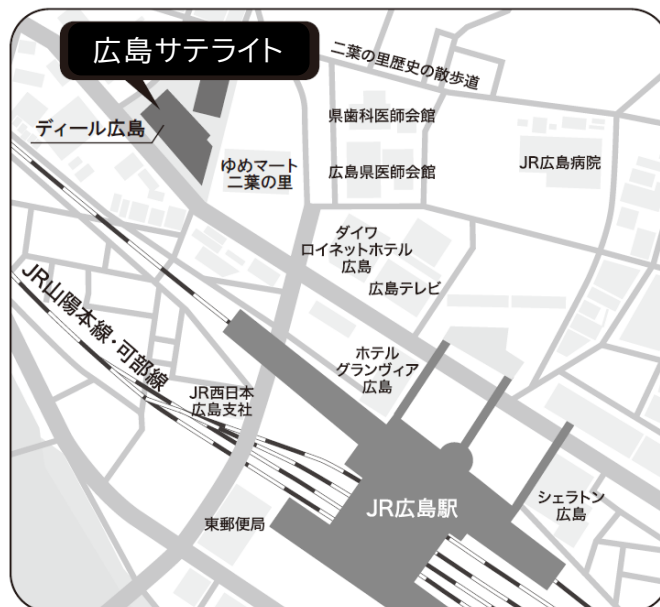 広島サテライト
二葉の里歴史の散歩道
ディール広島
県歯科医師会館
ゆめマート
二葉の里
広島県医師会館
JR広島病院
ダイワ
ロイネットホテル
広島
広島テレビ
JR山陽本線・可部線
ホテル
グランヴィア
広島
JR西日本
広島支社
シェラトン
広島
JR広島駅
東郵便局